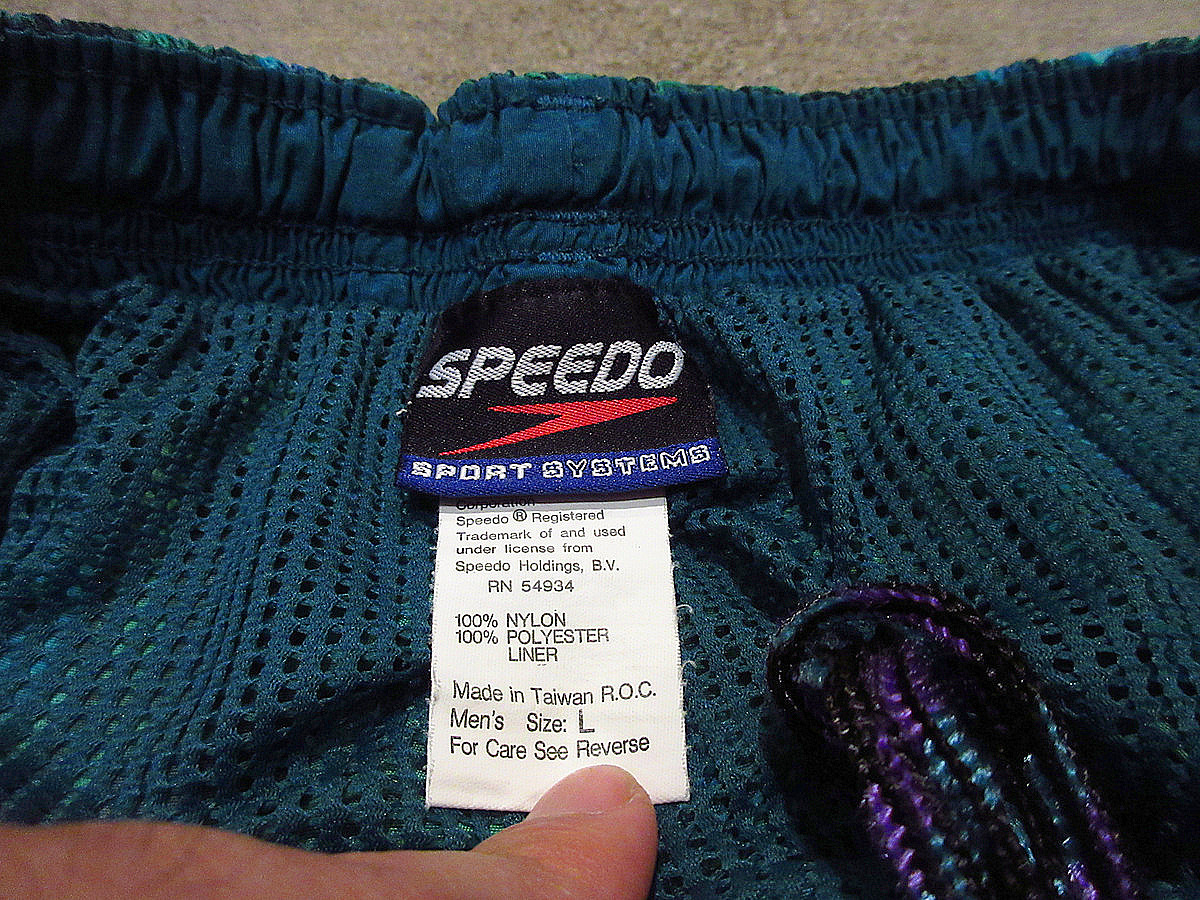 SPEEDO
SPORT SYSTEMS
Corporation
Speedo ® Registered
Trademark of and used
under license from
Speedo Holdings, B.V.
RN 54934
100% NYLON
100% POLYESTER
LINER
Made in Taiwan R.O.C.
Men's Size: L
For Care See Reverse